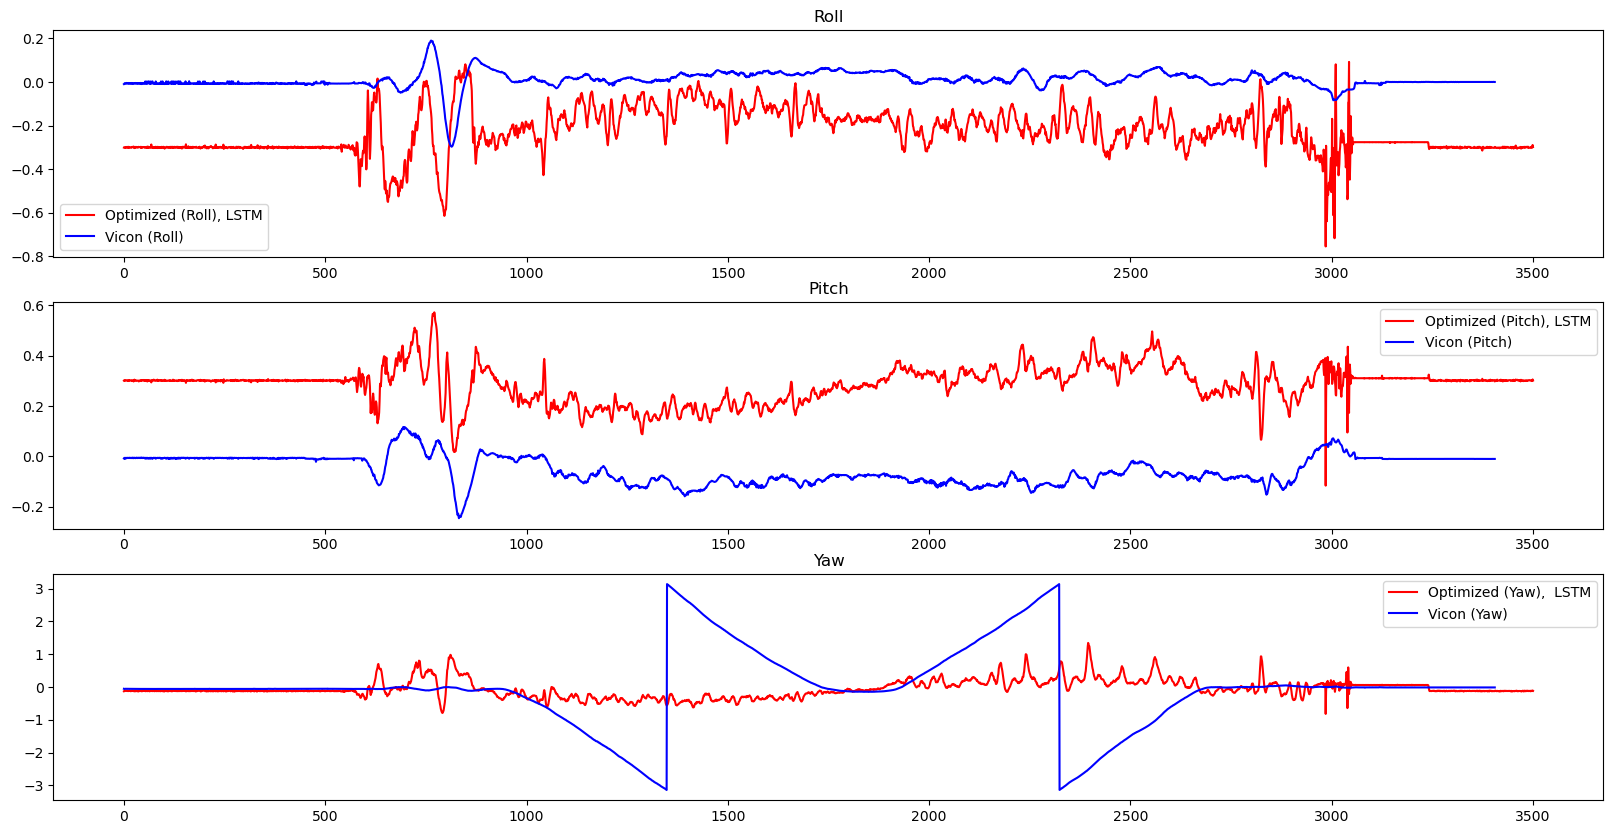 Roll
0.2
0.0
−0.2
−0.4
−0.6
−0.8
Optimized (Roll), LSTM
Vicon (Roll)
0 500 1000 1500 2000 2500 3000 3500
Pitch
0.6
0.4
0.2
0.0
−0.2
Optimized (Pitch), LSTM
Vicon (Pitch)
0 500 1000 1500 2000 2500 3000 3500
Yaw
3
2
1
0
−1
−2
−3
Optimized (Yaw),  LSTM
Vicon (Yaw)
0 500 1000 1500 2000 2500 3000 3500